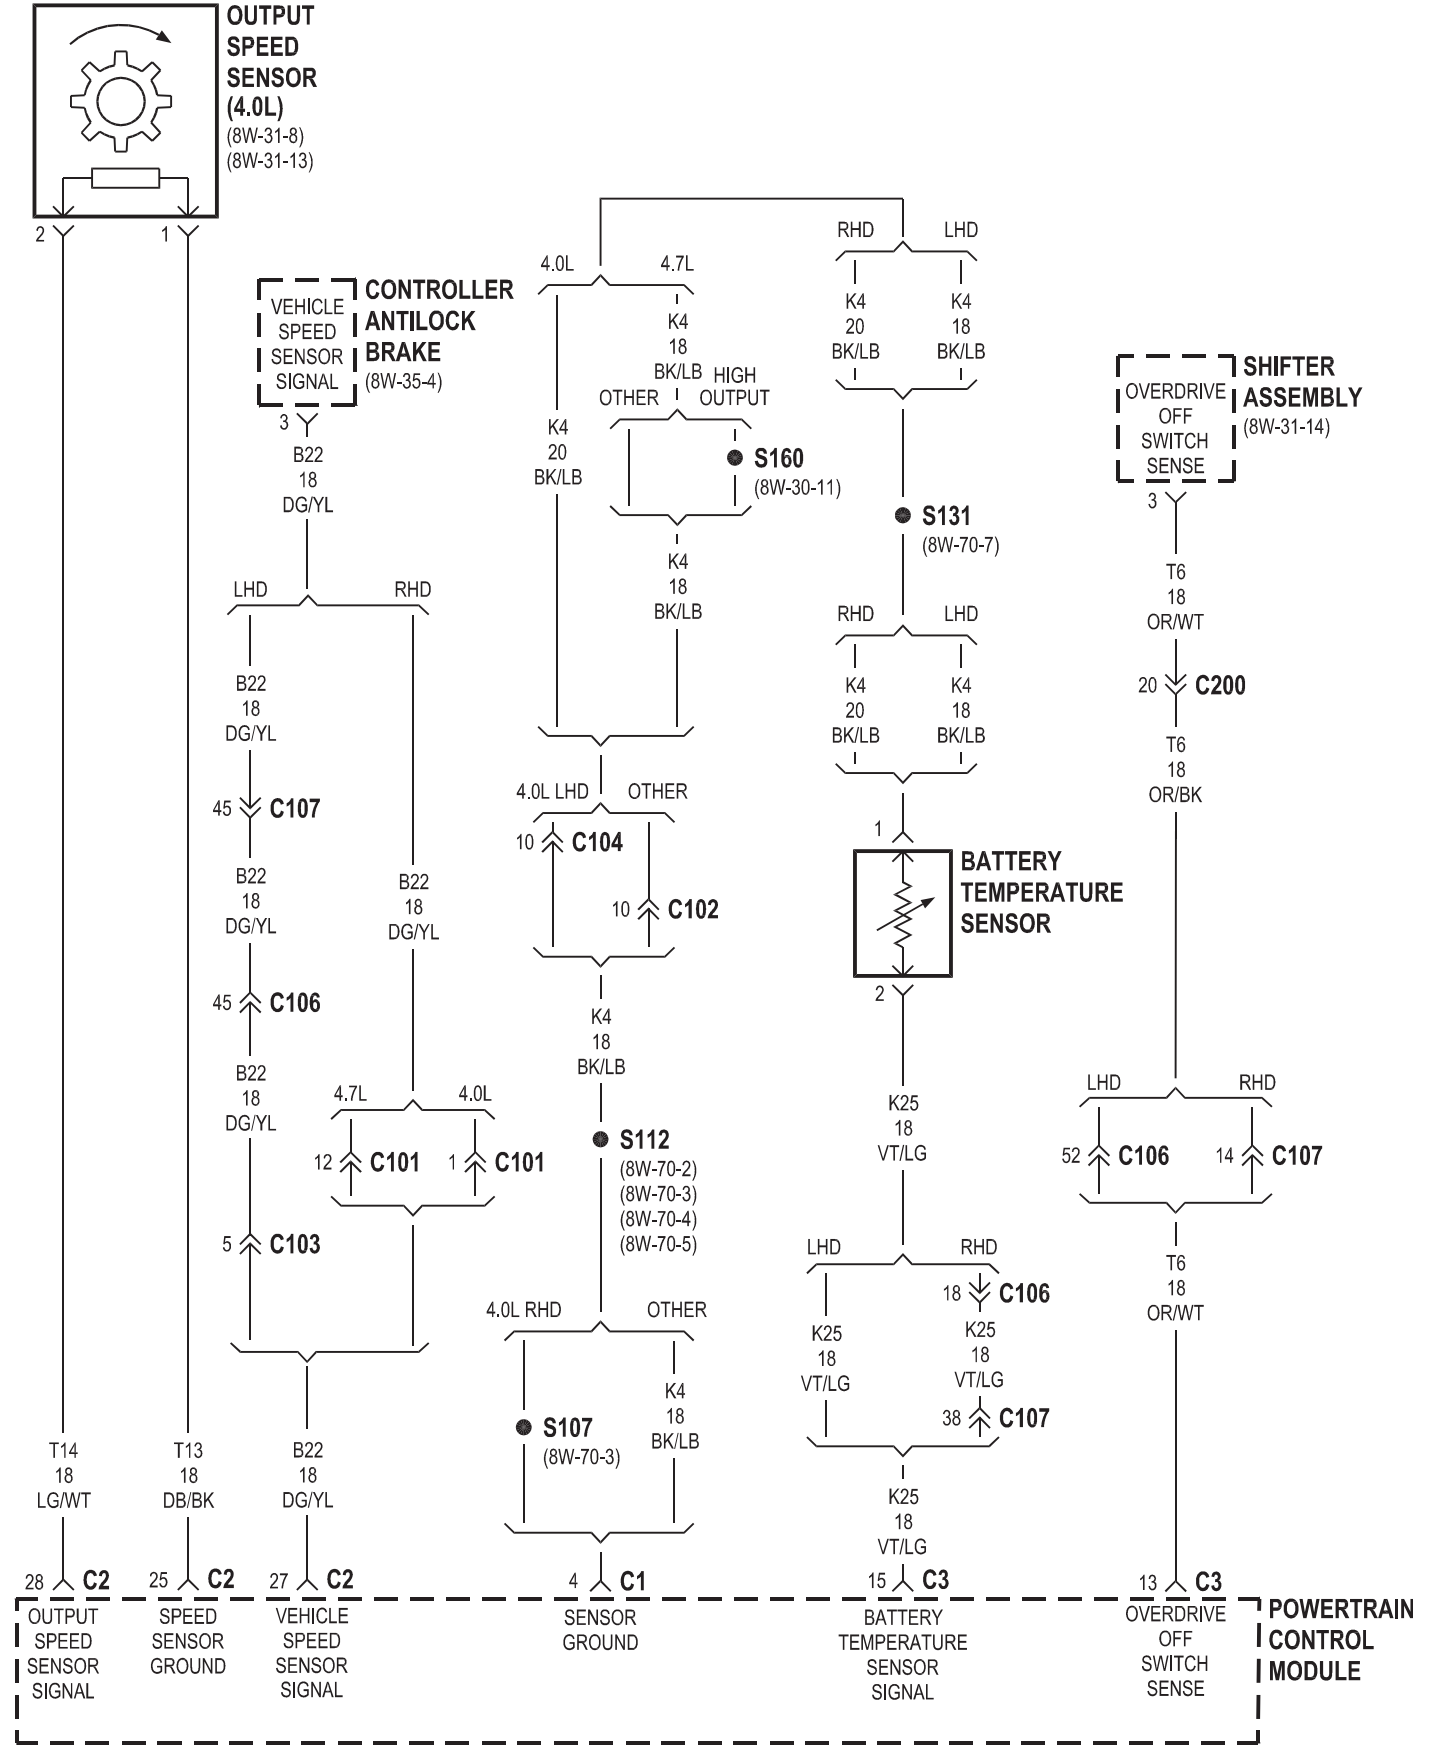 OUTPUT
SPEED
SENSOR
(4.0L)
(8W-31-8)
(8W-31-13)
2
1
VEHICLE
SPEED
SENSOR
SIGNAL
CONTROLLER
ANTILOCK
BRAKE
(8W-35-4)
3
B22
18
DG/YL
LHD
RHD
B22
18
DG/YL
45
C107
B22
18
DG/YL
45
C106
B22
18
DG/YL
5
C103
B22
18
DG/YL
4.7L
4.0L
12
C101
1
C101
4.0L
4.7L
K4
20
BK/LB
K4
18
BK/LB
OTHER
HIGH
OUTPUT
S160
(8W-30-11)
K4
18
BK/LB
4.0L LHD
OTHER
10
C104
10
C102
K4
18
BK/LB
S112
(8W-70-2)
(8W-70-3)
(8W-70-4)
(8W-70-5)
4.0L RHD
OTHER
S107
(8W-70-3)
K4
18
BK/LB
RHD
LHD
K4
20
BK/LB
K4
18
BK/LB
S131
(8W-70-7)
RHD
LHD
K4
20
BK/LB
K4
18
BK/LB
1
BATTERY
TEMPERATURE
SENSOR
2
K25
18
VT/LG
LHD
RHD
K25
18
VT/LG
18
C106
K25
18
VT/LG
38
C107
K25
18
VT/LG
OVERDRIVE
OFF
SWITCH
SENSE
SHIFTER
ASSEMBLY
(8W-31-14)
3
T6
18
OR/WT
20
C200
T6
18
OR/BK
LHD
RHD
52
C106
14
C107
T6
18
OR/WT
T14
18
LG/WT
T13
18
DB/BK
B22
18
DG/YL
28
C2
25
C2
27
C2
4
C1
15
C3
13
C3
OUTPUT
SPEED
SENSOR
SIGNAL
SPEED
SENSOR
GROUND
VEHICLE
SPEED
SENSOR
SIGNAL
SENSOR
GROUND
BATTERY
TEMPERATURE
SENSOR
SIGNAL
OVERDRIVE
OFF
SWITCH
SENSE
POWERTRAIN
CONTROL
MODULE